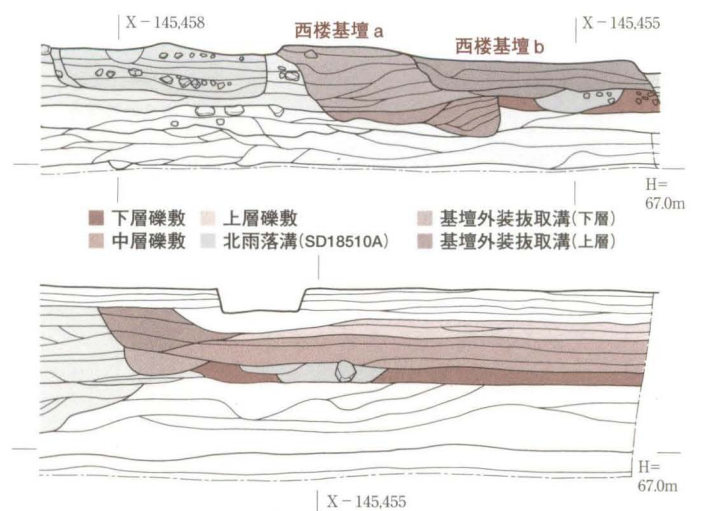 X－145,458
西楼基壇 a
西楼基壇 b
X－145,455
H=
67.0m
下層礫敷
上層礫敷
基壇外装抜取溝(下層)
中層礫敷
北雨落溝(SD18510A)
基壇外装抜取溝(上層)
H=
67.0m
X－145,455